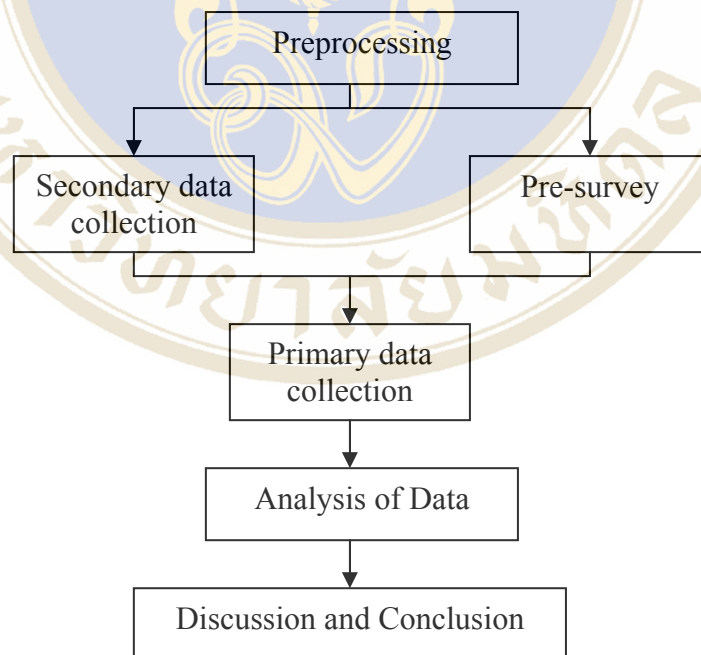 Preprocessing
Secondary data
collection
Pre-survey
Primary data
collection
Analysis of Data
Discussion and Conclusion